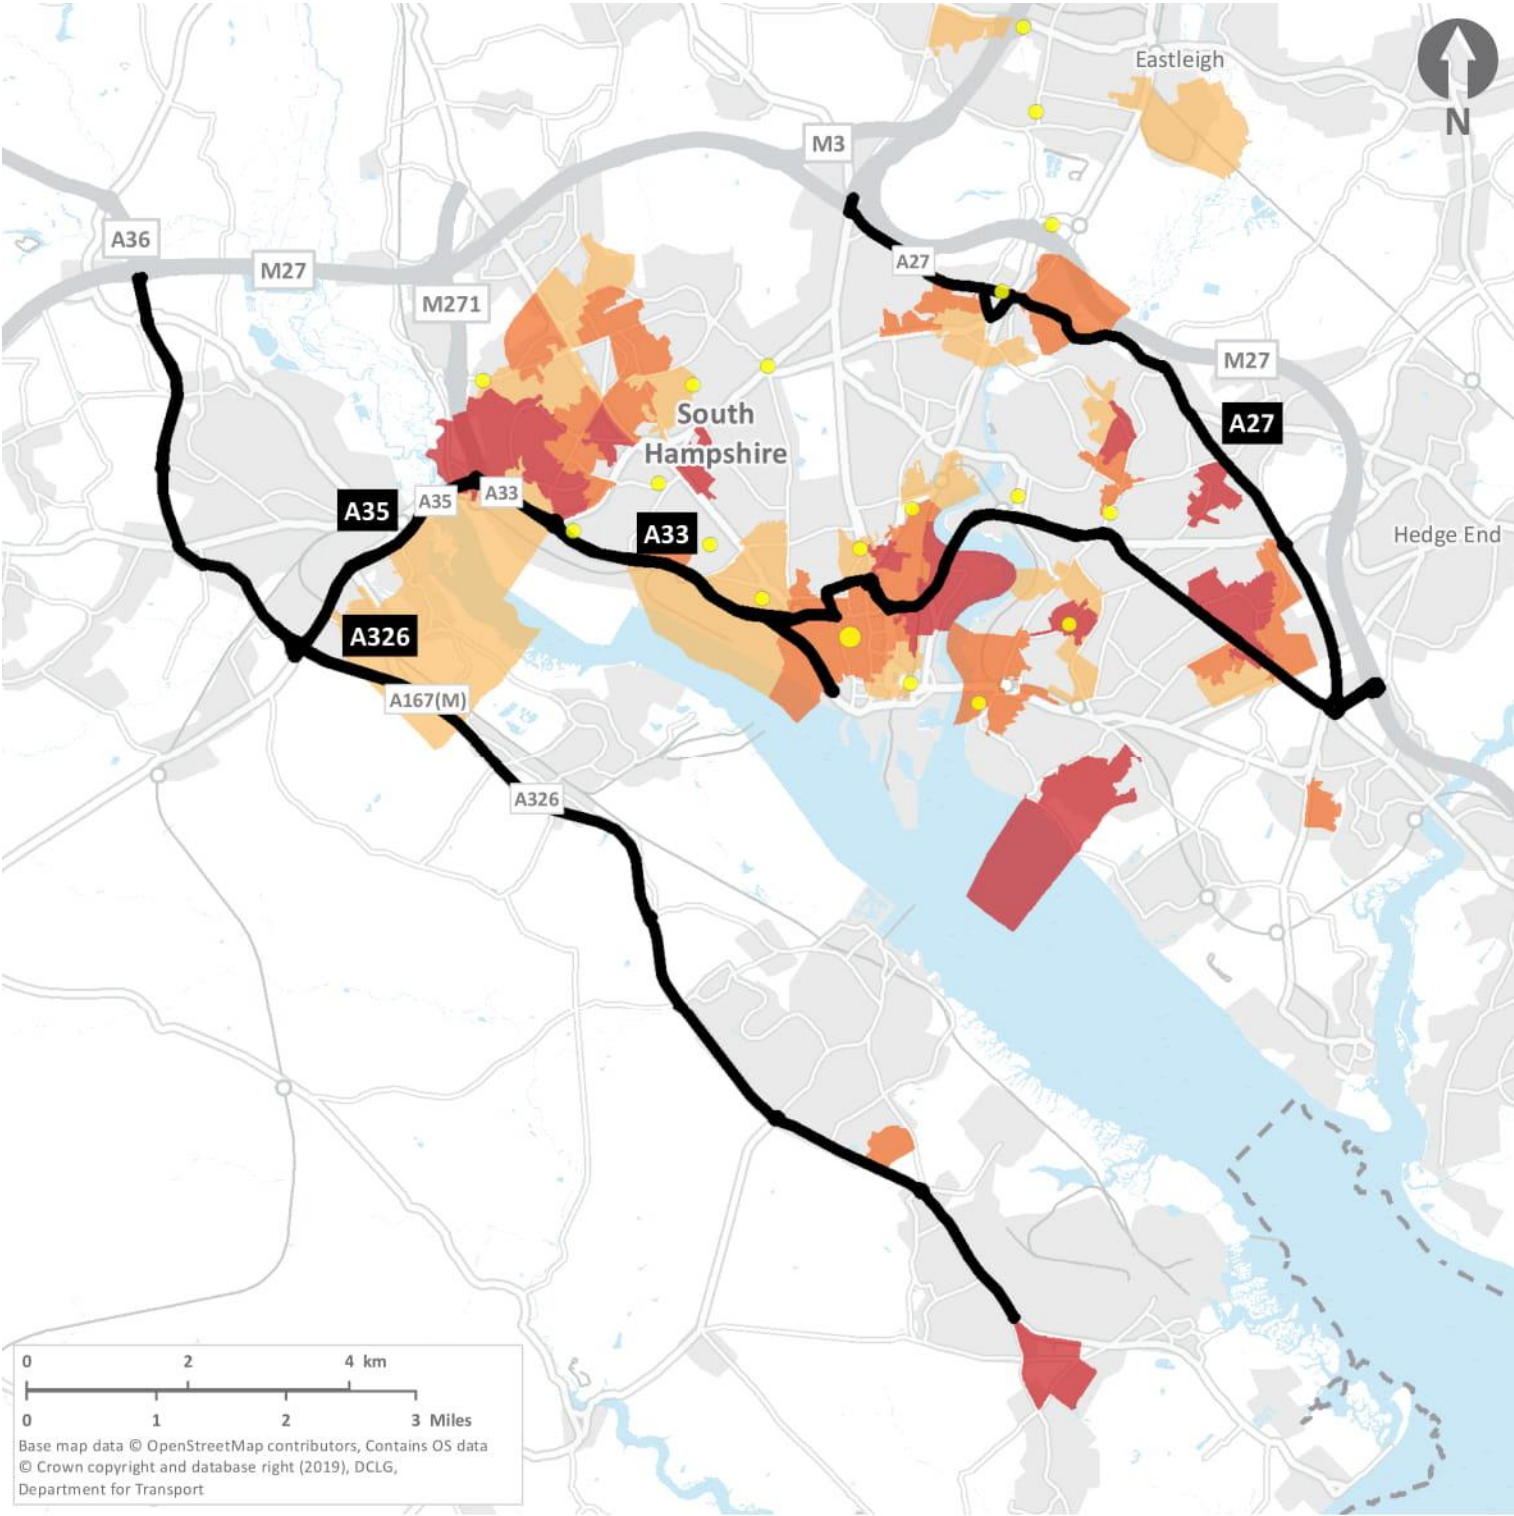 Eastleigh
N
M3
A36
M27
A27
M271
M27
A27
South
Hampshire
A35
A35
A33
A33
Hedge End
A326
A167(M)
A326
0 2 4 km
0 1 2 3 Miles
Base map data © OpenStreetMap contributors, Contains OS data
© Crown copyright and database right (2019), DCLG,
Department for Transport